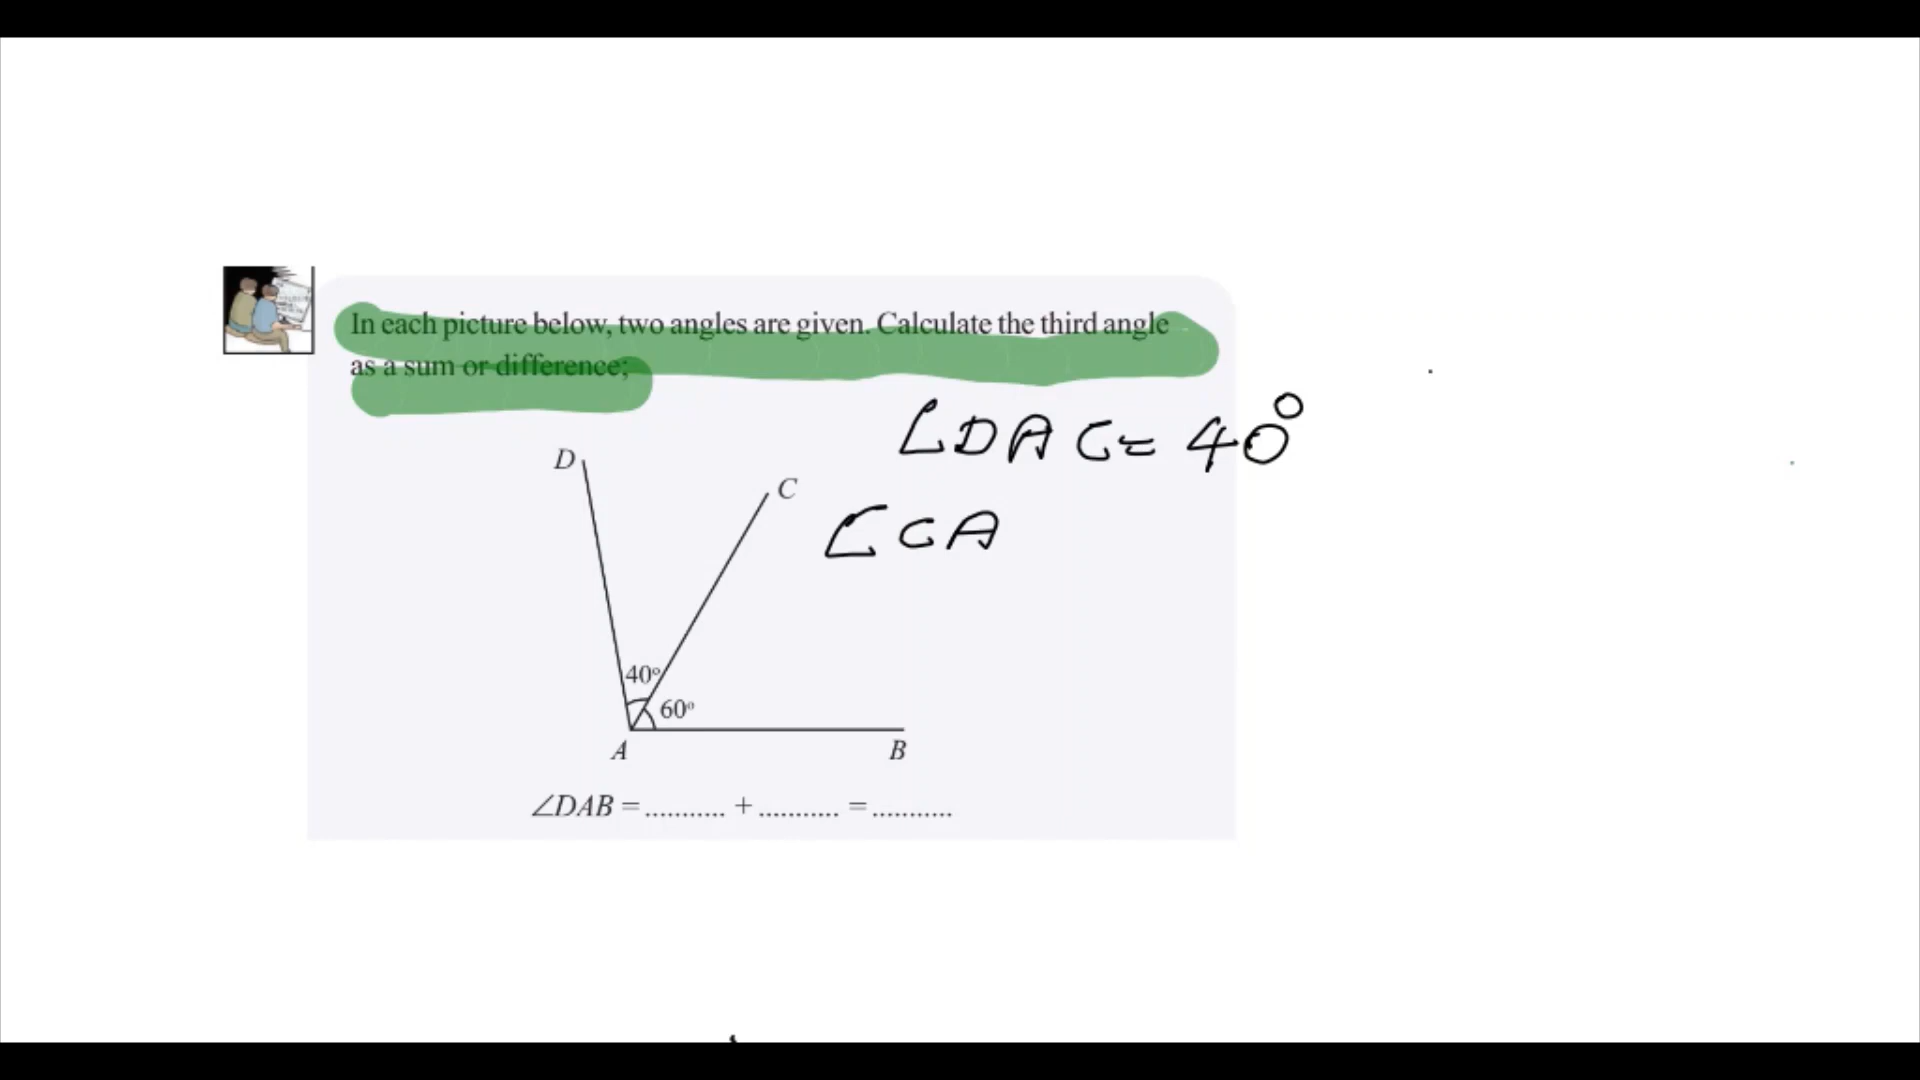 In each picture below, two angles are given. Calculate the third angle
as a sum or difference;
∠DAC= 40°
∠CA
D
C
40°
60°
A
B
∠DAB = ........... + ........... = ...........